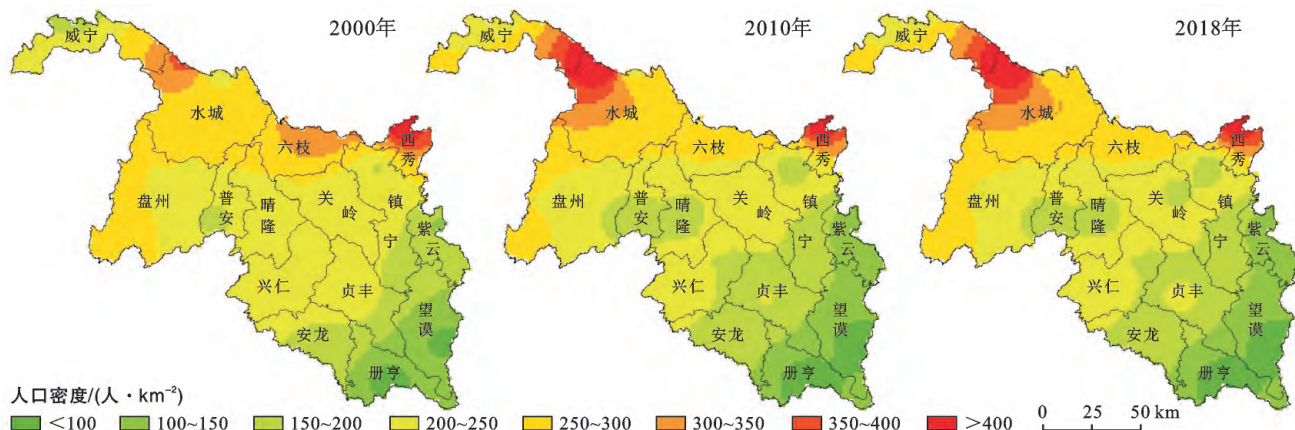 2000年
威宁
水城
六枝
西秀
盘州
普安
晴隆
关岭
镇宁
紫云
兴仁
贞丰
望谟
安龙
册亨
2010年
威宁
水城
六枝
西秀
盘州
普安
晴隆
关岭
镇宁
紫云
兴仁
贞丰
望谟
安龙
册亨
2018年
威宁
水城
六枝
西秀
盘州
普安
晴隆
关岭
镇宁
紫云
兴仁
贞丰
望谟
安龙
册亨
人口密度/(人·km⁻²)
<100 100~150 150~200 200~250 250~300 300~350 350~400 >400
0 25 50 km